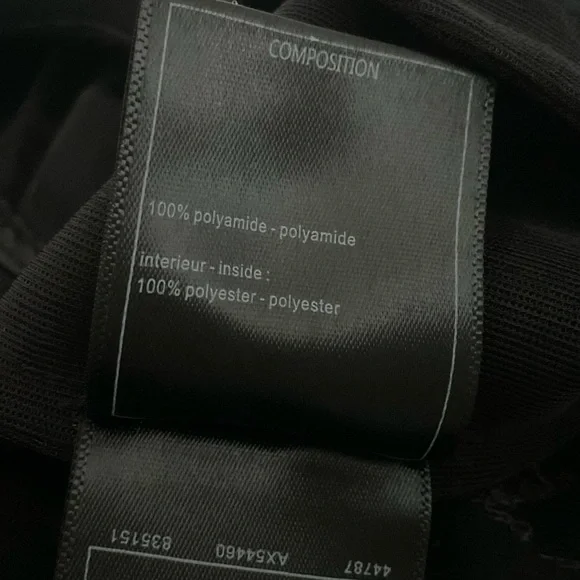 COMPOSITION
100% polyamide - polyamide
interieur - inside :
100% polyester - polyester
44787 AX54460 835151